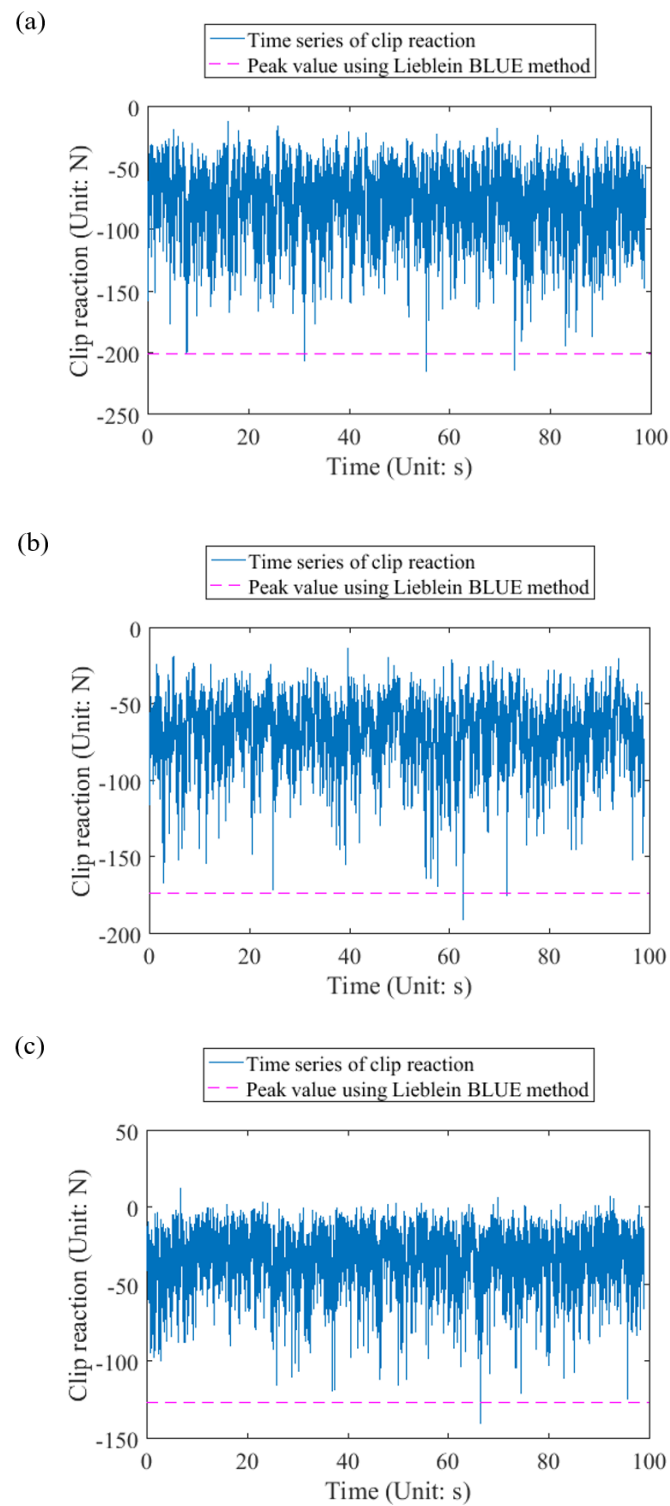 (a)
Time series of clip reaction
Peak value using Lieblein BLUE method
0
-50
-100
-150
-200
-250
Clip reaction (Unit: N)
0 20 40 60 80 100
Time (Unit: s)
(b)
Time series of clip reaction
Peak value using Lieblein BLUE method
0
-50
-100
-150
-200
Clip reaction (Unit: N)
0 20 40 60 80 100
Time (Unit: s)
(c)
Time series of clip reaction
Peak value using Lieblein BLUE method
50
0
-50
-100
-150
Clip reaction (Unit: N)
0 20 40 60 80 100
Time (Unit: s)